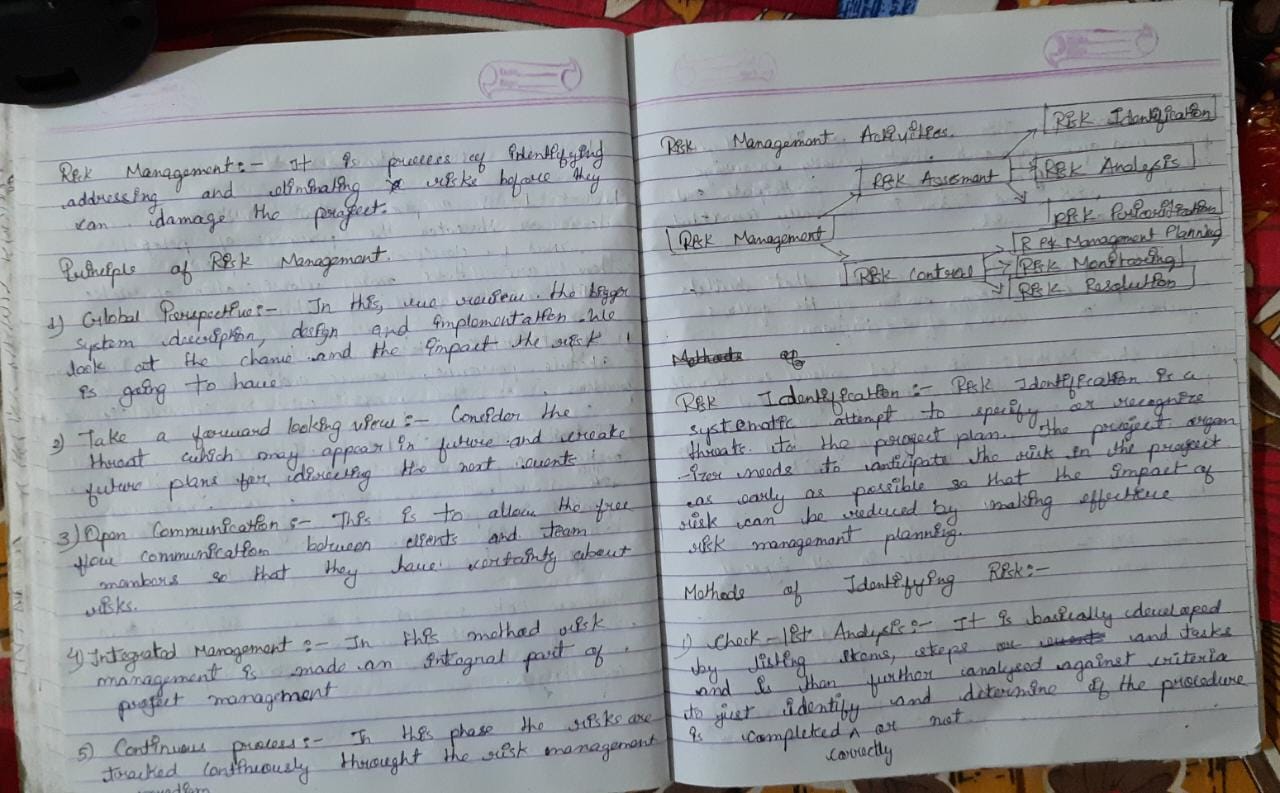 Risk Management:- It is process of identifying
addressing and eliminating risks before they
can damage the project.
Principle of Risk Management.
1) Global Perspective:- In this, we review the bigger
system description, design and implementation. We
look at the chance and the impact the risk
is going to have
2) Take a forward looking view:- Consider the
threat which may appear in future and create
future plans for directing the next events
3) Open Communication:- This is to allow the free
flow communication between clients and team
members so that they have certainty about
risks.
4) Integrated Management:- In this method risk
management is made an integral part of
project management
5) Continuous process:- In this phase the risks are
tracked continuously throught the risk management
Risk Management Activities.
Risk Identification
Risk Assesment
Risk Analysis
Risk Management
Risk Control
Risk Management Planning
Risk Monitoring
Risk Resolution
Methods of
Risk Identification:- Risk Identification is a
systematic attempt to specify or recognize
threats to the project plan. The project organ
-izer needs to anticipate the risk in the project
as early as possible so that the impact of
risk can be reduced by making effective
risk management planning.
Methods of Identifying Risk:-
1) Check-list Analysis:- It is basically developed
by listing items, steps or events and tasks
and is then further analysed against criteria
to just identify and determine if the procedure
is completed ^ or not
correctly